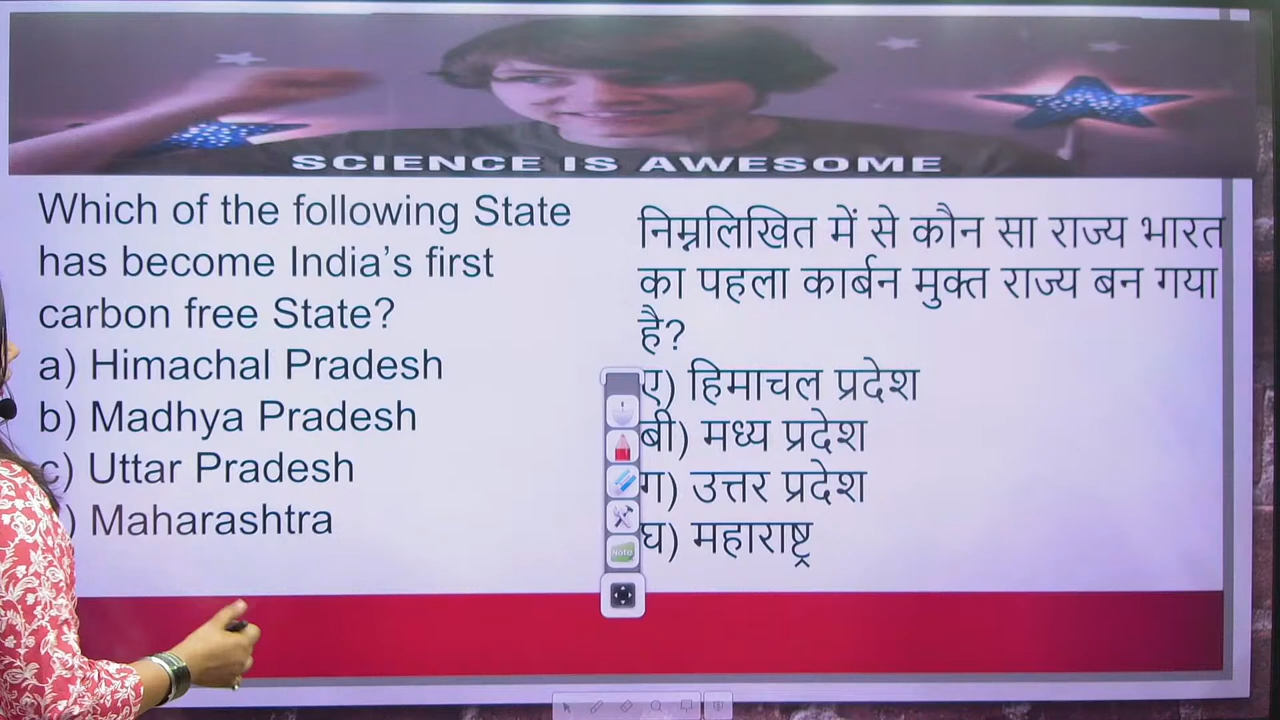 SCIENCE IS AWESOME
Which of the following State
has become India's first
carbon free State?
a) Himachal Pradesh
b) Madhya Pradesh
c) Uttar Pradesh
) Maharashtra
निम्नलिखित में से कौन सा राज्य भारत
का पहला कार्बन मुक्त राज्य बन गया
है?
ए) हिमाचल प्रदेश
बी) मध्य प्रदेश
ग) उत्तर प्रदेश
घ) महाराष्ट्र
Note